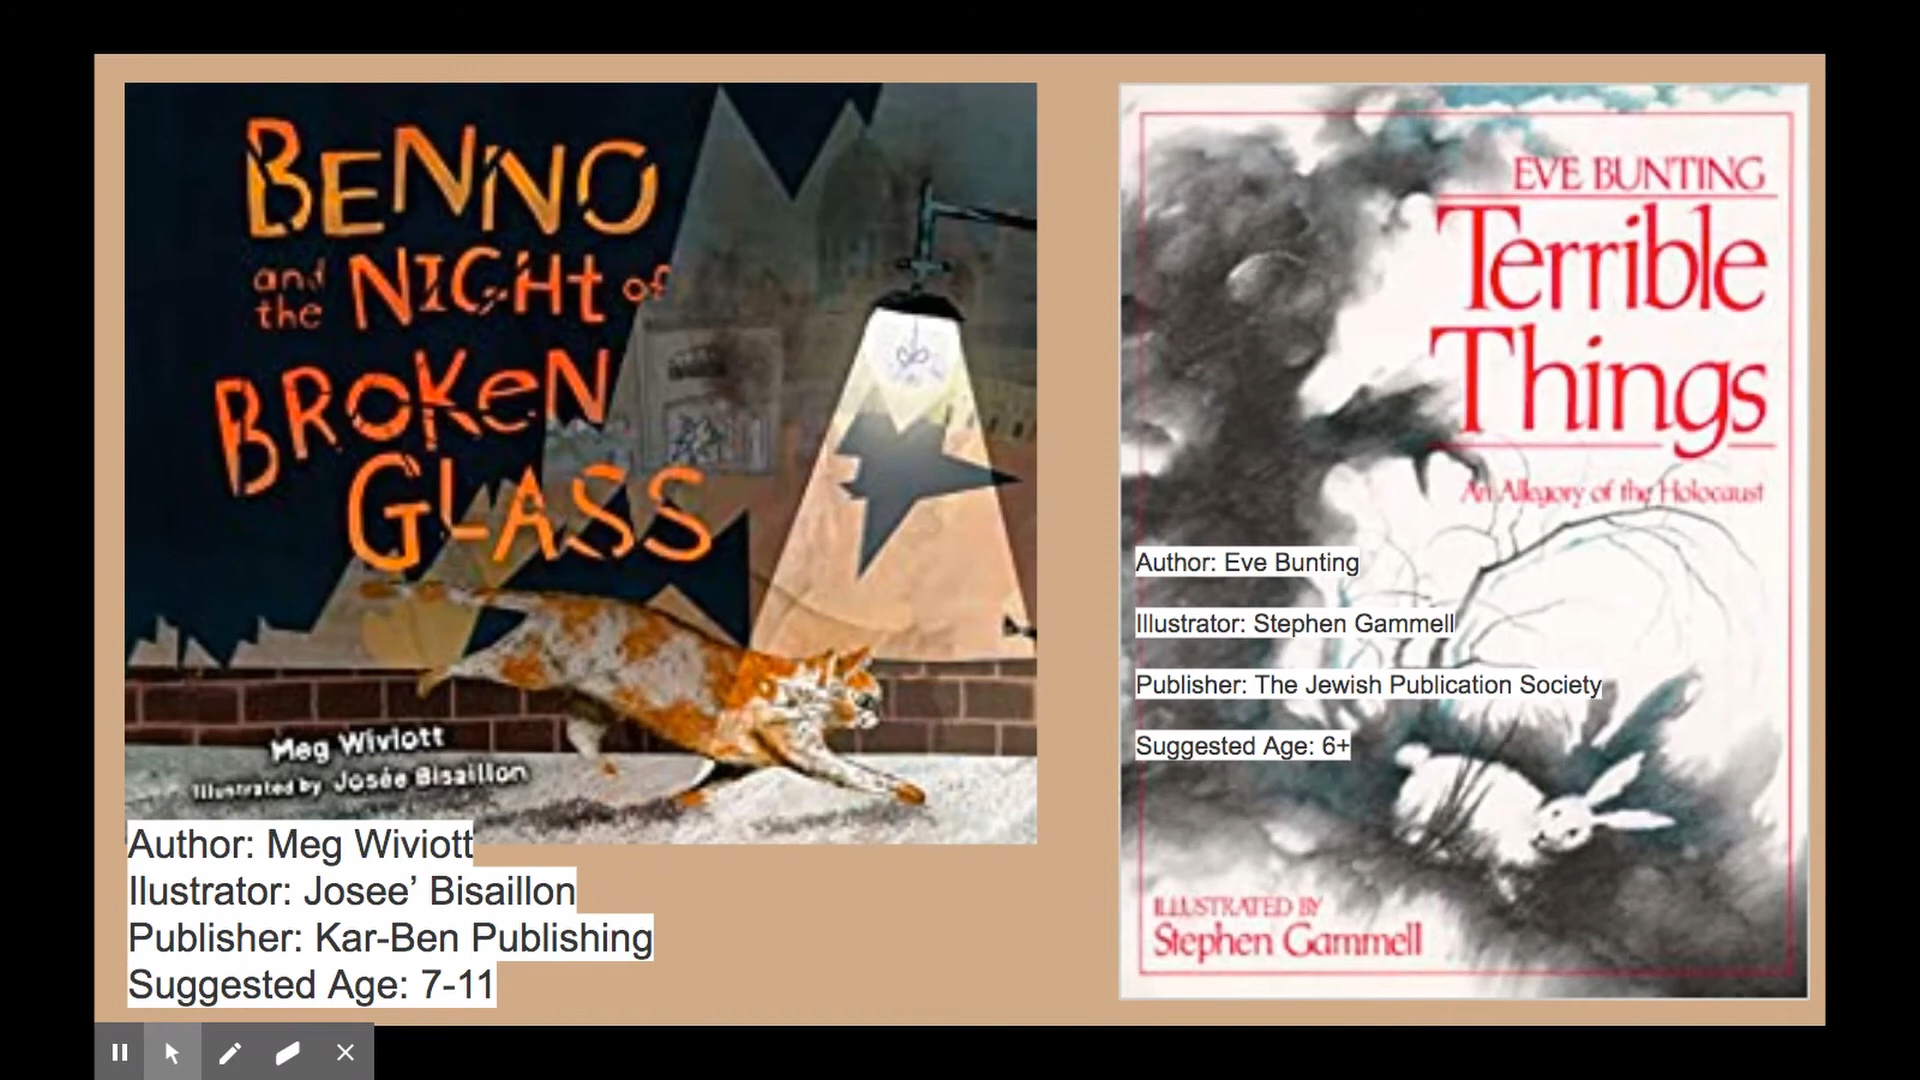 BENNO
and
the NIGHt of
BROKeN
GLASS
Meg Wiviott
Illustrated by Josée Bisaillon
Author: Meg Wiviott
Ilustrator: Josee’ Bisaillon
Publisher: Kar-Ben Publishing
Suggested Age: 7-11
EVE BUNTING
Terrible
Things
An Allegory of the Holocaust
Author: Eve Bunting
Illustrator: Stephen Gammell
Publisher: The Jewish Publication Society
Suggested Age: 6+
ILLUSTRATED BY
Stephen Gammell